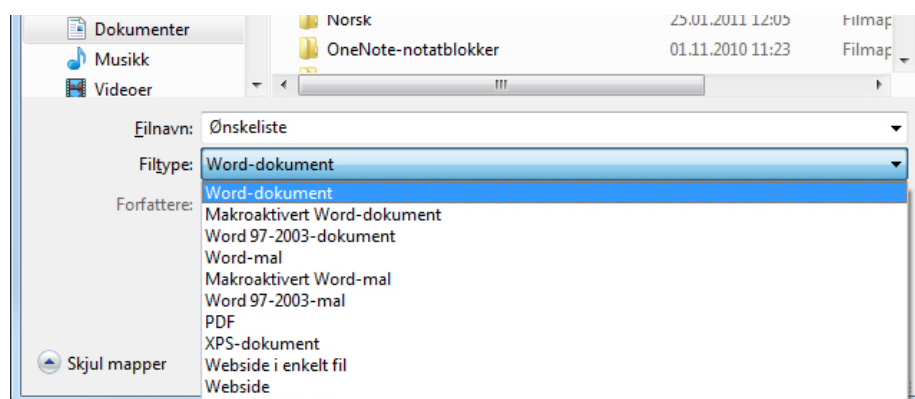 Dokumenter
Norsk 25.01.2011 12:05 Filmap
Musikk
OneNote-notatblokker 01.11.2010 11:23 Filmap
Videoer
Filnavn: Ønskeliste
Filtype: Word-dokument
Forfattere:
Word-dokument
Makroaktivert Word-dokument
Word 97-2003-dokument
Word-mal
Makroaktivert Word-mal
Word 97-2003-mal
PDF
XPS-dokument
Webside i enkelt fil
Webside
Skjul mapper